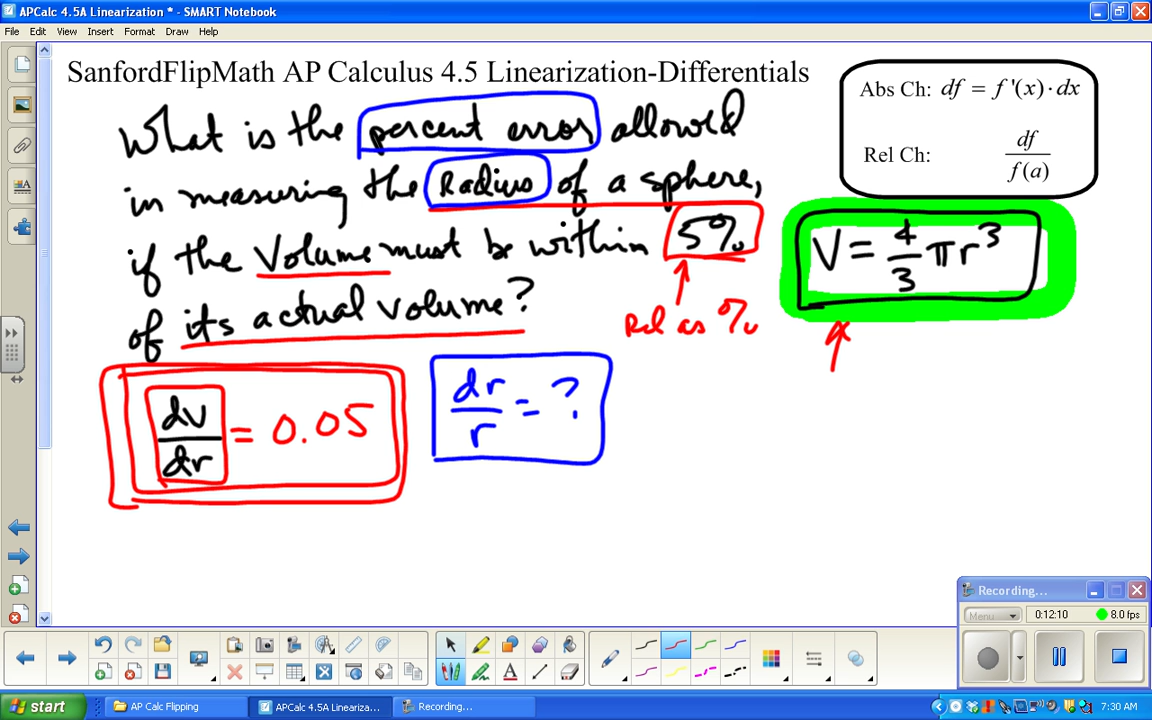 APCalc 4.5A Linearization * - SMART Notebook
File Edit View Insert Format Draw Help
SanfordFlipMath AP Calculus 4.5 Linearization-Differentials
Abs Ch: df = f '(x)·dx
Rel Ch: df / f(a)
What is the percent error allowed
in measuring the Radius of a sphere,
if the Volume must be within 5%
of its actual volume?
Rel as %
V = 4/3 πr³
dv/dr = 0.05
dr/r = ?
Recording...
Menu
0:12:10
8.0 fps
start
AP Calc Flipping
APCalc 4.5A Lineariza...
Recording...
7:30 AM